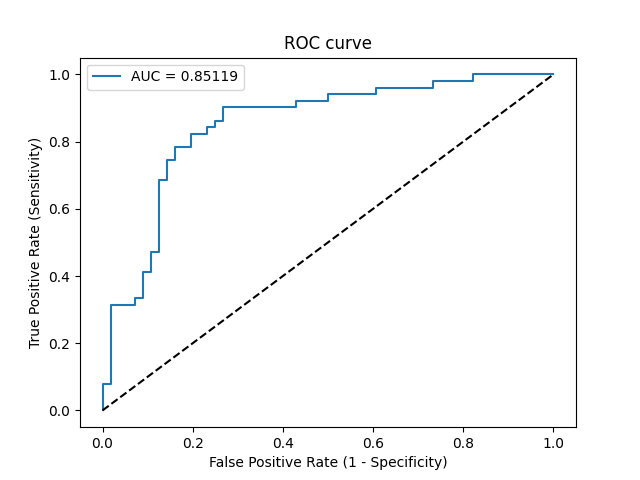 ROC curve
AUC = 0.85119
True Positive Rate (Sensitivity)
1.0
0.8
0.6
0.4
0.2
0.0
0.0 0.2 0.4 0.6 0.8 1.0
False Positive Rate (1 - Specificity)